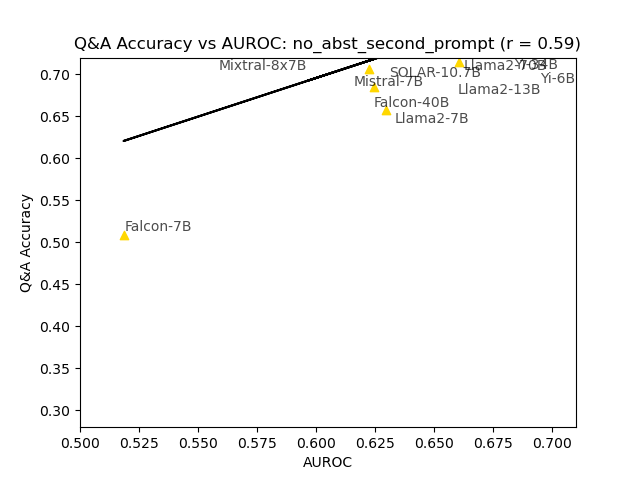 Q&A Accuracy vs AUROC: no_abst_second_prompt (r = 0.59)
Mixtral-8x7B
SOLAR-10.7B
Llama2-70B
Yi-34B
Mistral-7B
Yi-6B
Llama2-13B
Falcon-40B
Llama2-7B
Falcon-7B
Q&A Accuracy
0.70
0.65
0.60
0.55
0.50
0.45
0.40
0.35
0.30
0.500 0.525 0.550 0.575 0.600 0.625 0.650 0.675 0.700
AUROC